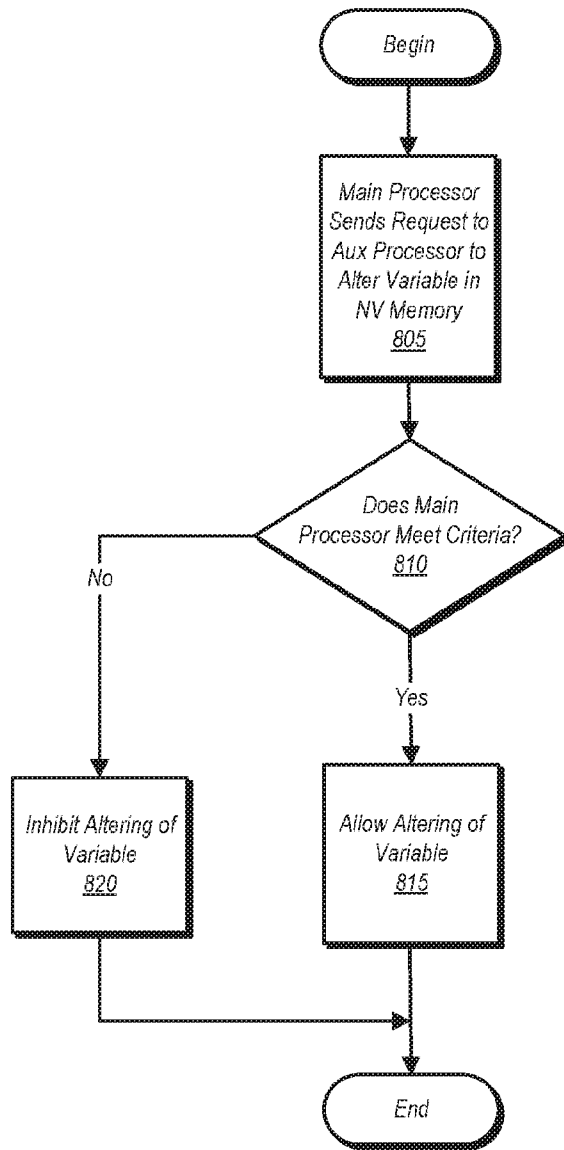 Begin
Main Processor
Sends Request to
Aux Processor to
Alter Variable in
NV Memory
805
Does Main
Processor Meet Criteria?
810
No
Yes
Inhibit Altering of
Variable
820
Allow Altering of
Variable
815
End